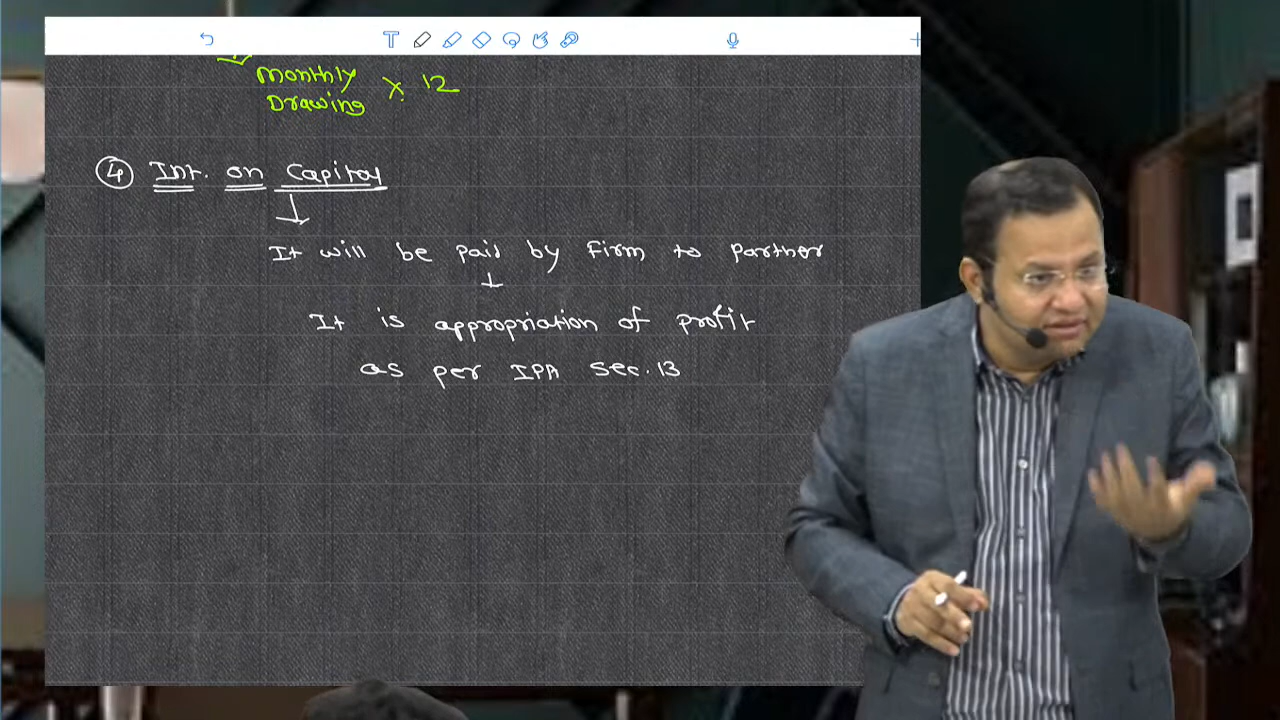 Monthly
Drawing × 12
④ Int. on Capital
It will be paid by Firm to partner
It is appropriation of profit
as per IPA Sec. 13